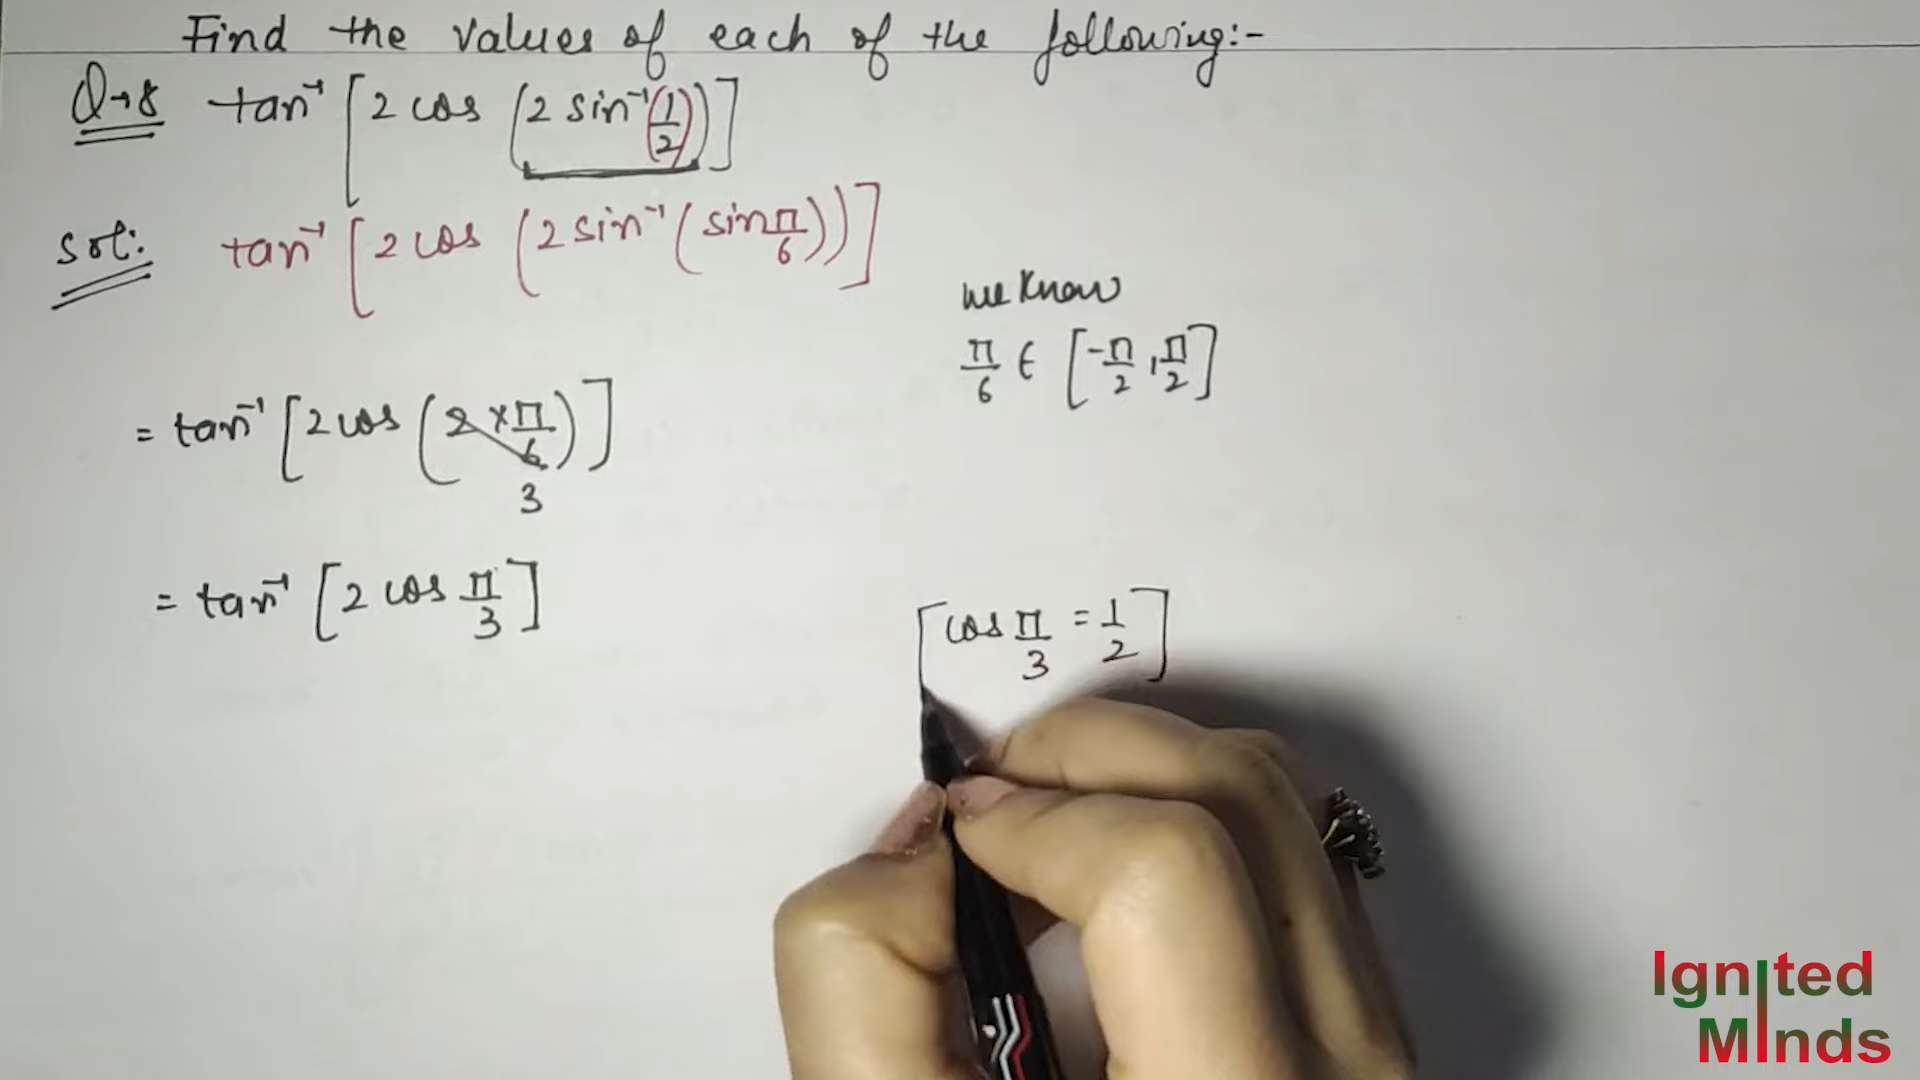 Find the values of each of the following:-
Q→8 tan⁻¹ [2 cos (2 sin⁻¹(1/2))]
Sol: tan⁻¹ [2 cos (2 sin⁻¹ (sin π/6))]
we know
π/6 ∈ [-π/2, π/2]
= tan⁻¹ [2 cos (2 × π/6)]
3
= tan⁻¹ [2 cos π/3]
[cos π/3 = 1/2]
Ignited
Minds